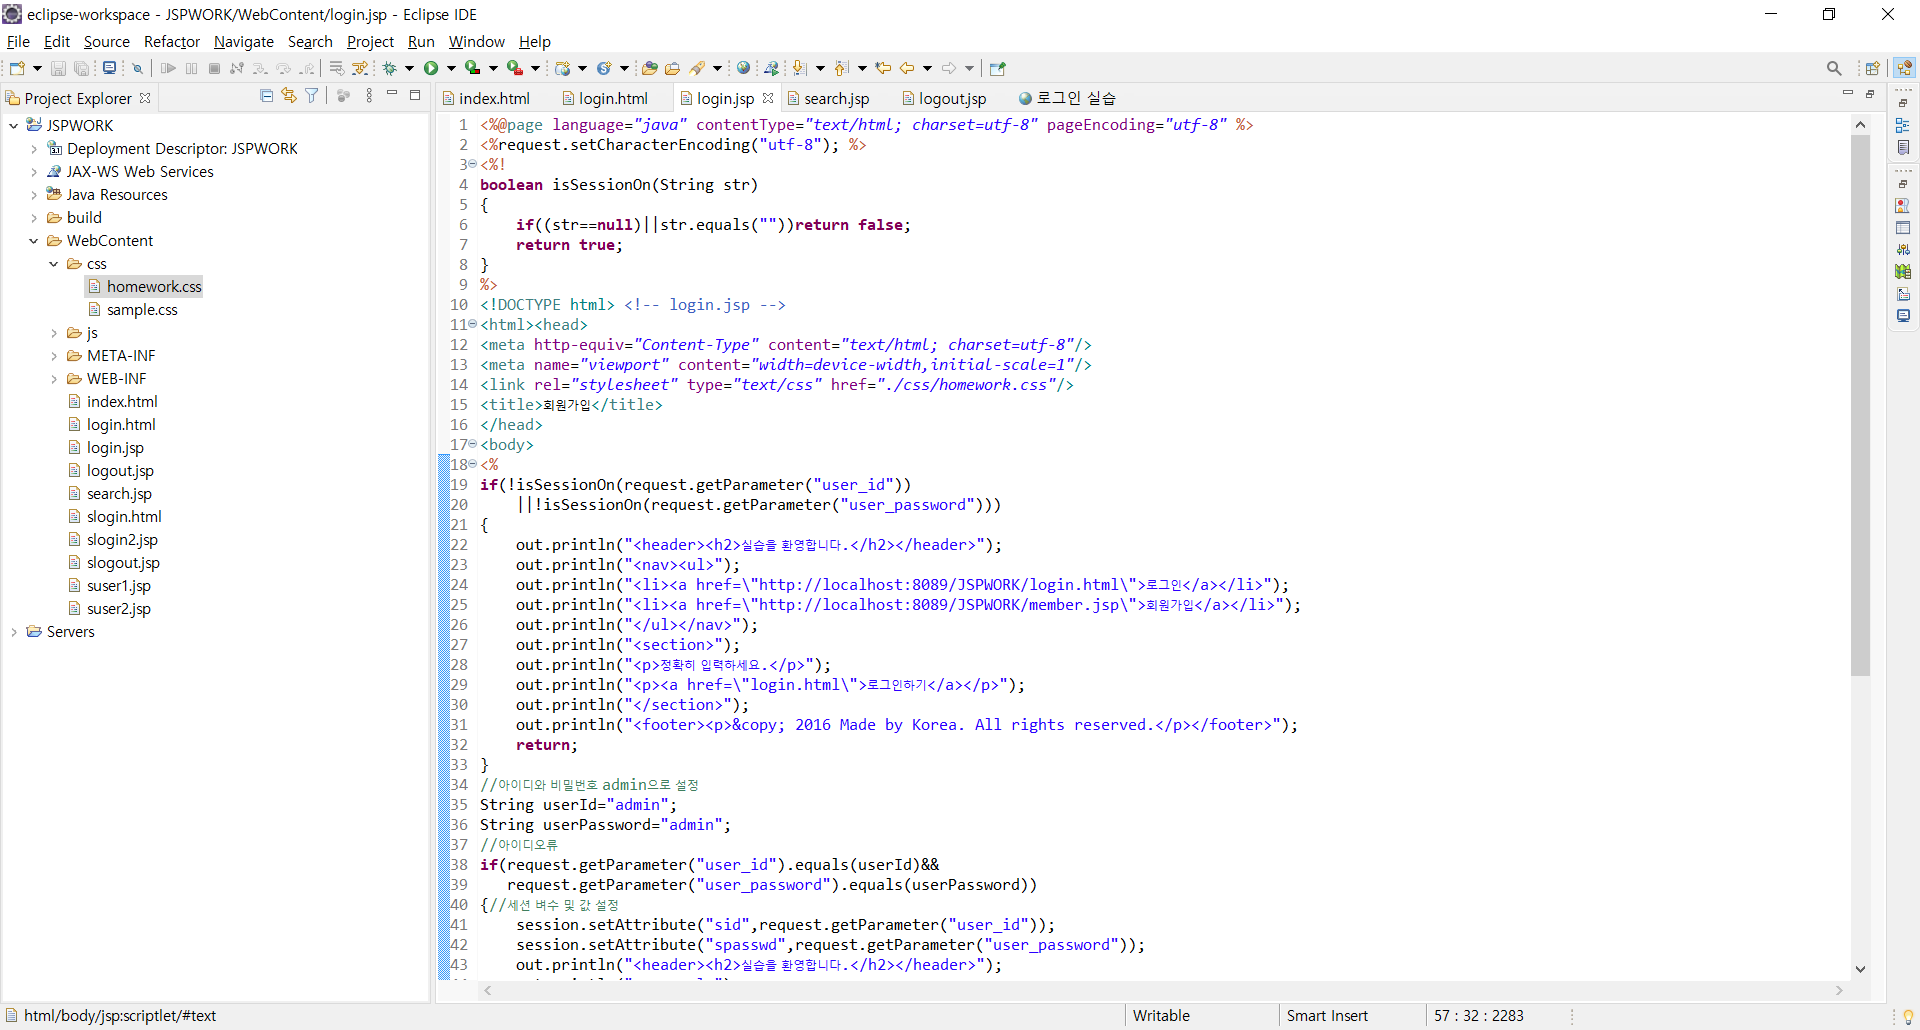 eclipse-workspace - JSPWORK/WebContent/login.jsp - Eclipse IDE
File Edit Source Refactor Navigate Search Project Run Window Help
Project Explorer
JSPWORK
Deployment Descriptor: JSPWORK
JAX-WS Web Services
Java Resources
build
WebContent
css
homework.css
sample.css
js
META-INF
WEB-INF
index.html
login.html
login.jsp
logout.jsp
search.jsp
slogin.html
slogin2.jsp
slogout.jsp
suser1.jsp
suser2.jsp
Servers
index.html login.html login.jsp search.jsp logout.jsp 로그인 실습
1 <%@page language="java" contentType="text/html; charset=utf-8" pageEncoding="utf-8" %>
2 <%request.setCharacterEncoding("utf-8"); %>
3 <%!
4 boolean isSessionOn(String str)
5 {
6     if((str==null)||str.equals(""))return false;
7     return true;
8 }
9 %>
10 <!DOCTYPE html> <!-- login.jsp -->
11 <html><head>
12 <meta http-equiv="Content-Type" content="text/html; charset=utf-8"/>
13 <meta name="viewport" content="width=device-width,initial-scale=1"/>
14 <link rel="stylesheet" type="text/css" href="./css/homework.css"/>
15 <title>회원가입</title>
16 </head>
17 <body>
18 <%
19 if(!isSessionOn(request.getParameter("user_id"))
20     ||!isSessionOn(request.getParameter("user_password")))
21 {
22     out.println("<header><h2>실습을 환영합니다.</h2></header>");
23     out.println("<nav><ul>");
24     out.println("<li><a href=\"http://localhost:8089/JSPWORK/login.html\">로그인</a></li>");
25     out.println("<li><a href=\"http://localhost:8089/JSPWORK/member.jsp\">회원가입</a></li>");
26     out.println("</ul></nav>");
27     out.println("<section>");
28     out.println("<p>정확히 입력하세요.</p>");
29     out.println("<p><a href=\"login.html\">로그인하기</a></p>");
30     out.println("</section>");
31     out.println("<footer><p>&copy; 2016 Made by Korea. All rights reserved.</p></footer>");
32     return;
33 }
34 //아이디와 비밀번호 admin으로 설정
35 String userId="admin";
36 String userPassword="admin";
37 //아이디오류
38 if(request.getParameter("user_id").equals(userId)&&
39    request.getParameter("user_password").equals(userPassword))
40 {//세션 벼수 및 값 설정
41     session.setAttribute("sid",request.getParameter("user_id"));
42     session.setAttribute("spasswd",request.getParameter("user_password"));
43     out.println("<header><h2>실습을 환영합니다.</h2></header>");
html/body/jsp:scriptlet/#text
Writable
Smart Insert
57 : 32 : 2283